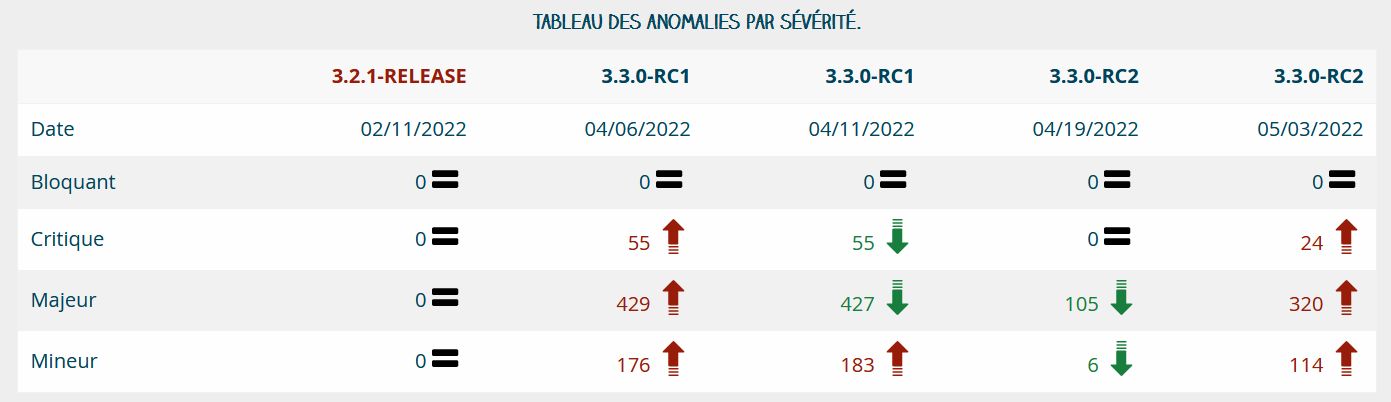 TABLEAU DES ANOMALIES PAR SÉVÉRITÉ.
3.2.1-RELEASE 3.3.0-RC1 3.3.0-RC1 3.3.0-RC2 3.3.0-RC2
Date 02/11/2022 04/06/2022 04/11/2022 04/19/2022 05/03/2022
Bloquant 0 0 0 0 0
Critique 0 55 55 0 24
Majeur 0 429 427 105 320
Mineur 0 176 183 6 114